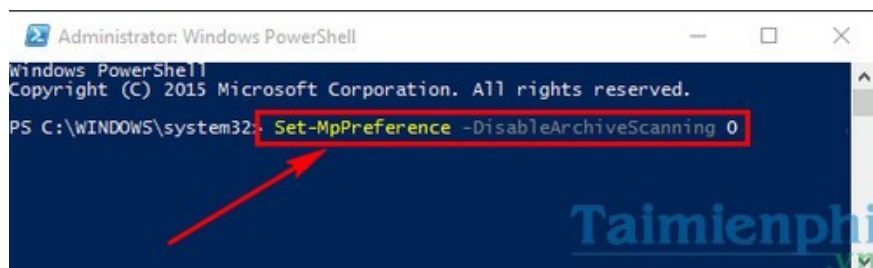 Administrator: Windows PowerShell
Windows PowerShell
Copyright (C) 2015 Microsoft Corporation. All rights reserved.
PS C:\WINDOWS\system32> Set-MpPreference -DisableArchiveScanning 0
Taimienphi
.vn